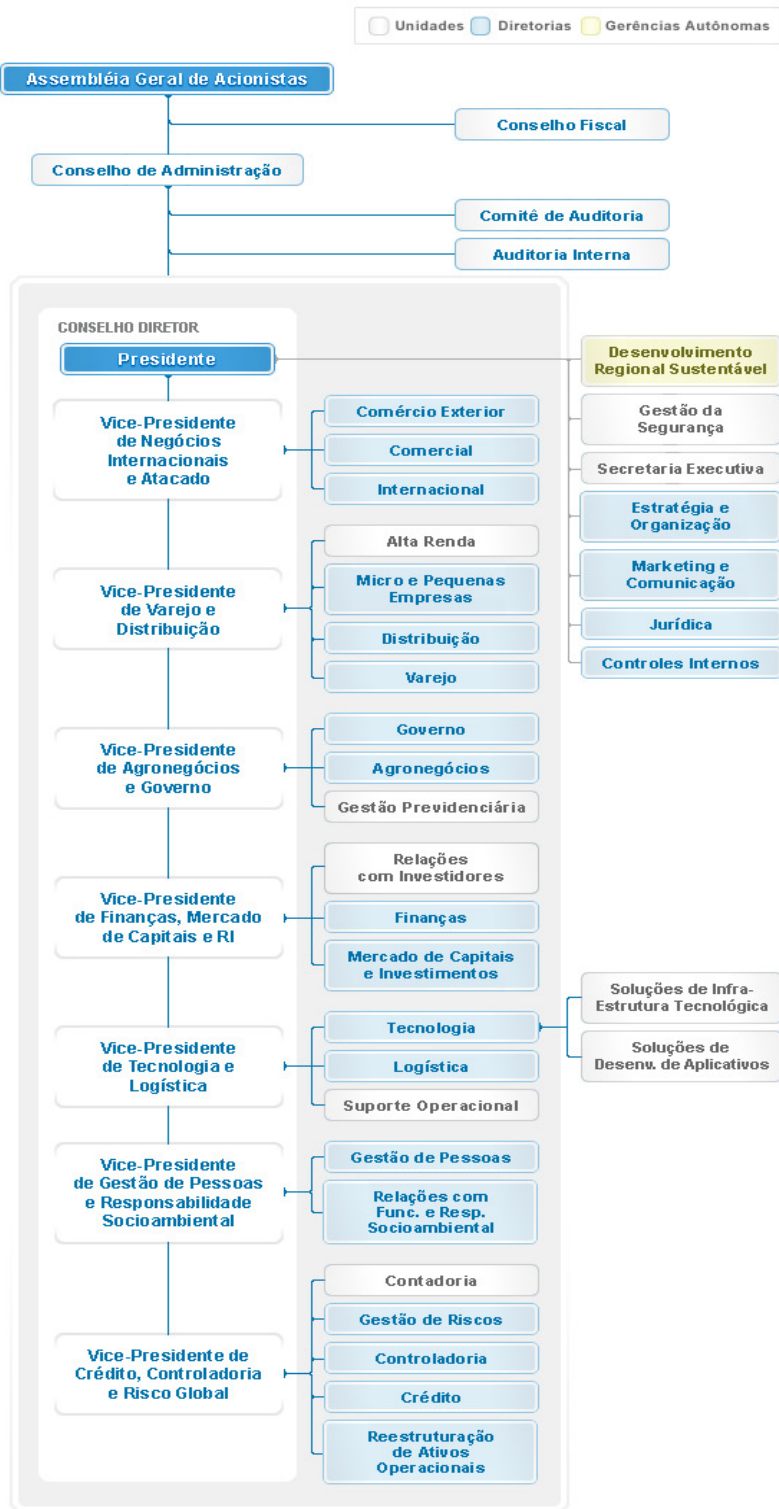 Unidades Diretorias Gerências Autônomas
Assembléia Geral de Acionistas
Conselho Fiscal
Conselho de Administração
Comitê de Auditoria
Auditoria Interna
CONSELHO DIRETOR
Presidente
Desenvolvimento
Regional Sustentável
Gestão da
Segurança
Secretaria Executiva
Estratégia e
Organização
Marketing e
Comunicação
Jurídica
Controles Internos
Vice-Presidente
de Negócios
Internacionais
e Atacado
Comércio Exterior
Comercial
Internacional
Vice-Presidente
de Varejo e
Distribuição
Alta Renda
Micro e Pequenas
Empresas
Distribuição
Varejo
Vice-Presidente
de Agronegócios
e Governo
Governo
Agronegócios
Gestão Previdenciária
Vice-Presidente
de Finanças, Mercado
de Capitais e RI
Relações
com Investidores
Finanças
Mercado de Capitais
e Investimentos
Vice-Presidente
de Tecnologia e
Logística
Tecnologia
Logística
Suporte Operacional
Soluções de Infra-
Estrutura Tecnológica
Soluções de
Desenv. de Aplicativos
Vice-Presidente
de Gestão de Pessoas
e Responsabilidade
Socioambiental
Gestão de Pessoas
Relações com
Func. e Resp.
Socioambiental
Vice-Presidente de
Crédito, Controladoria
e Risco Global
Contadoria
Gestão de Riscos
Controladoria
Crédito
Reestruturação
de Ativos
Operacionais